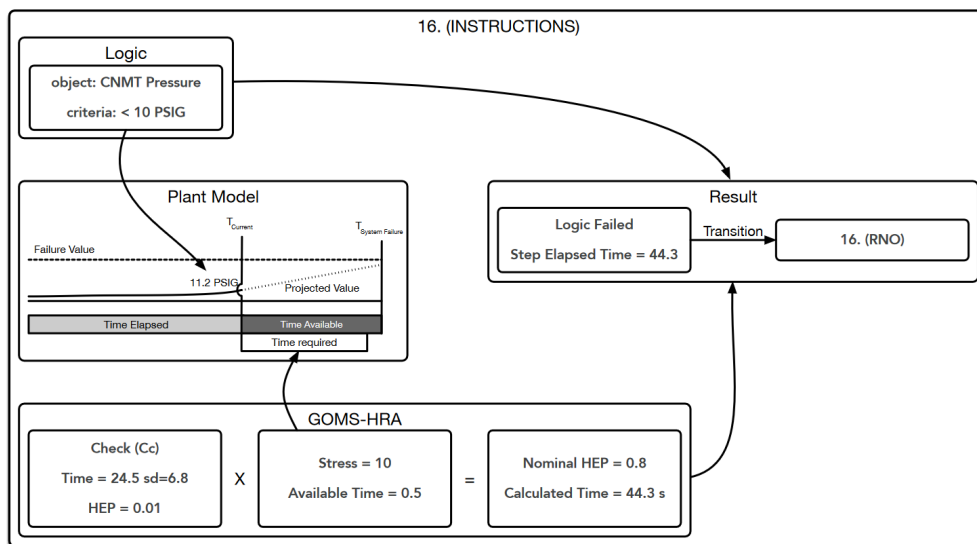 16. (INSTRUCTIONS)
Logic
object: CNMT Pressure
criteria: < 10 PSIG
Plant Model
T Current
T System Failure
Failure Value
11.2 PSIG
Projected Value
Time Elapsed
Time Available
Time required
Result
Logic Failed
Step Elapsed Time = 44.3
Transition
16. (RNO)
GOMS-HRA
Check (Cc)
Time = 24.5 sd=6.8
HEP = 0.01
X
Stress = 10
Available Time = 0.5
=
Nominal HEP = 0.8
Calculated Time = 44.3 s